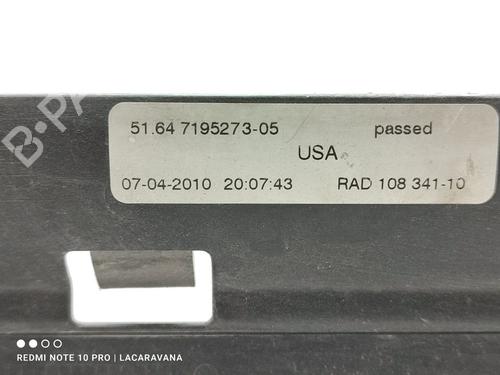 51.64 7195273-05 passed
USA
07-04-2010 20:07:43 RAD 108 341-10
REDMI NOTE 10 PRO | LACARAVANA